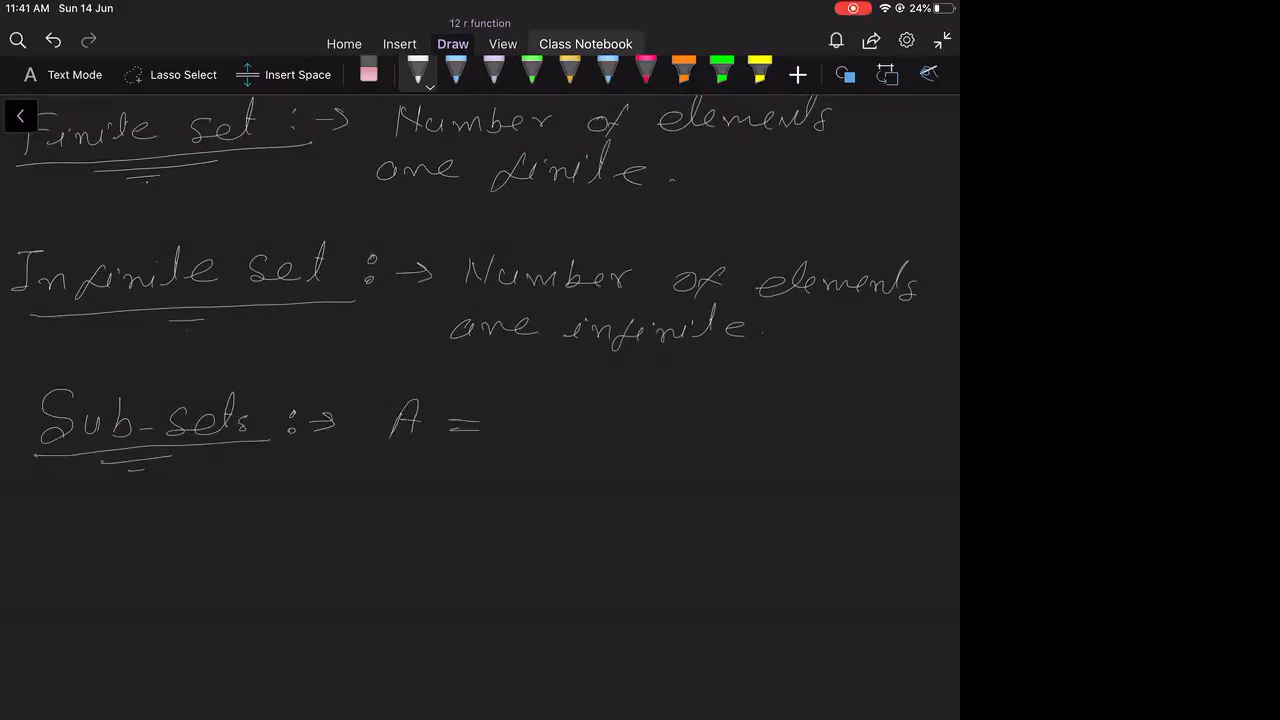 11:41 AM Sun 14 Jun
24%
12 r function
Home Insert Draw View Class Notebook
A Text Mode Lasso Select Insert Space
Finite set :→ Number of elements
are finite.
Infinite set :→ Number of elements
are infinite.
Sub-sets :→ A =